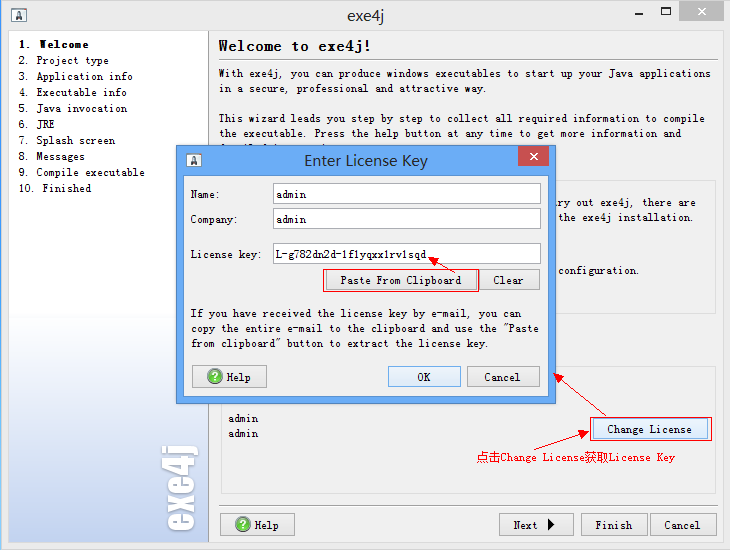 exe4j
1. Welcome
2. Project type
3. Application info
4. Executable info
5. Java invocation
6. JRE
7. Splash screen
8. Messages
9. Compile executable
10. Finished
exe4j
Welcome to exe4j!
With exe4j, you can produce windows executables to start up your Java applications
in a secure, professional and attractive way.
This wizard leads you step by step to collect all required information to compile
the executable. Press the help button at any time to get more information and
Enter License Key
Name:
admin
Company:
admin
License key:
L-g782dn2d-1f1yqxx1rv1sqd
Paste From Clipboard
Clear
If you have received the license key by e-mail, you can
copy the entire e-mail to the clipboard and use the "Paste
from clipboard" button to extract the license key.
Help
OK
Cancel
out exe4j, there are
the exe4j installation.
configuration.
admin
admin
Change License
点击Change License获取License Key
Help
Next
Finish
Cancel